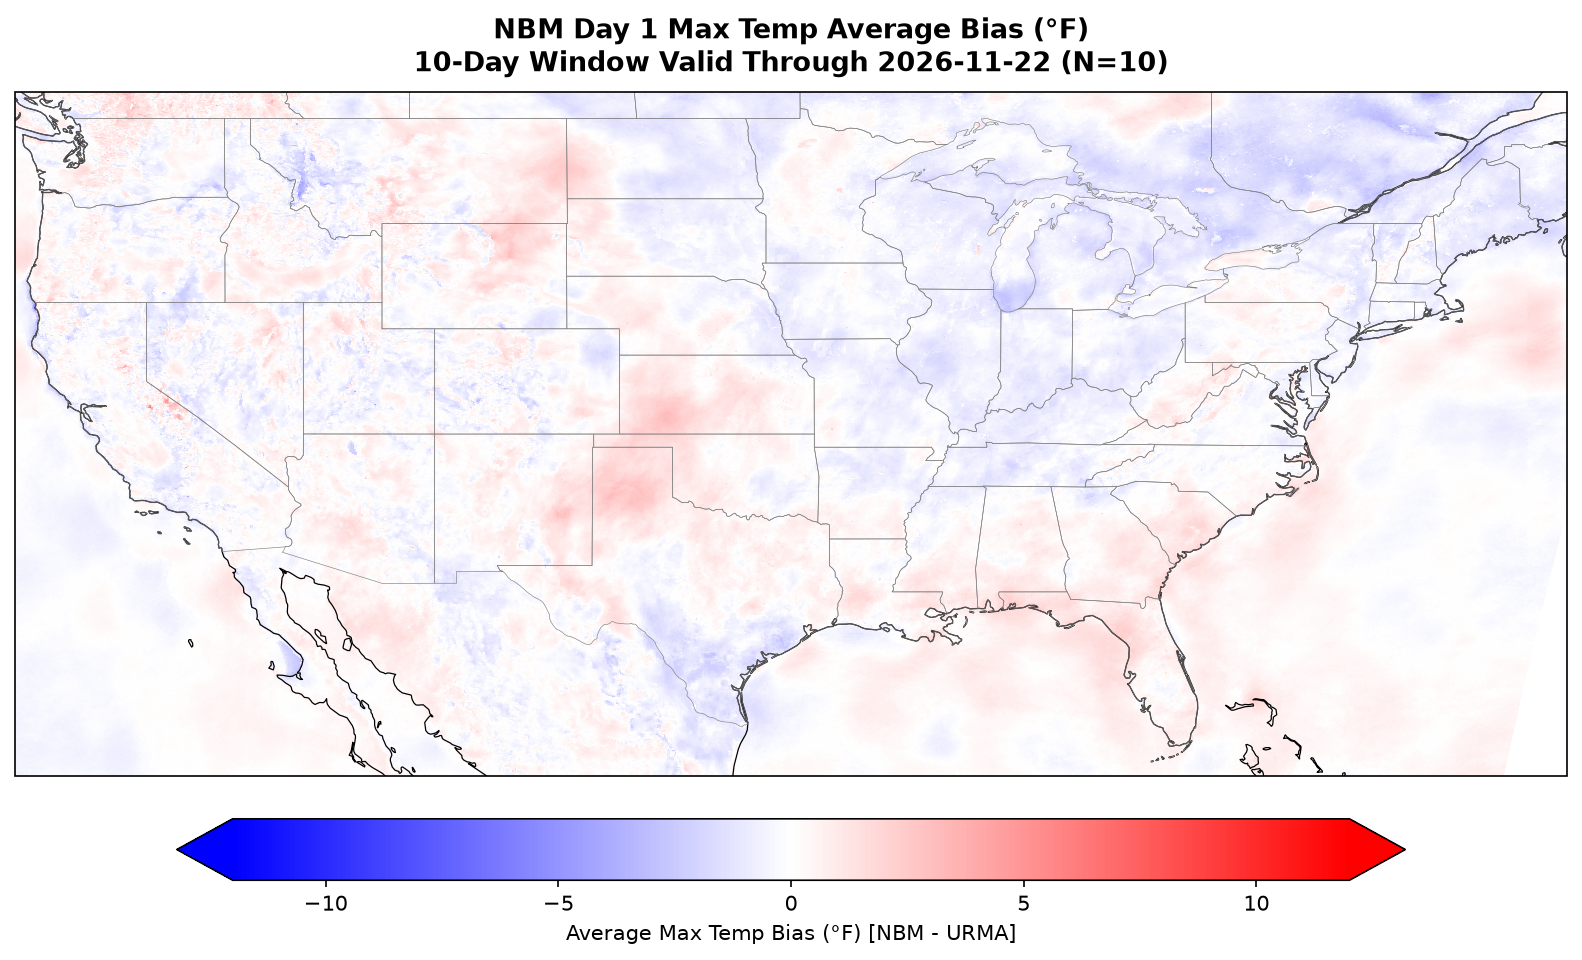 NBM Day 1 Max Temp Average Bias (°F)
10-Day Window Valid Through 2026-11-22 (N=10)
−10 −5 0 5 10
Average Max Temp Bias (°F) [NBM - URMA]